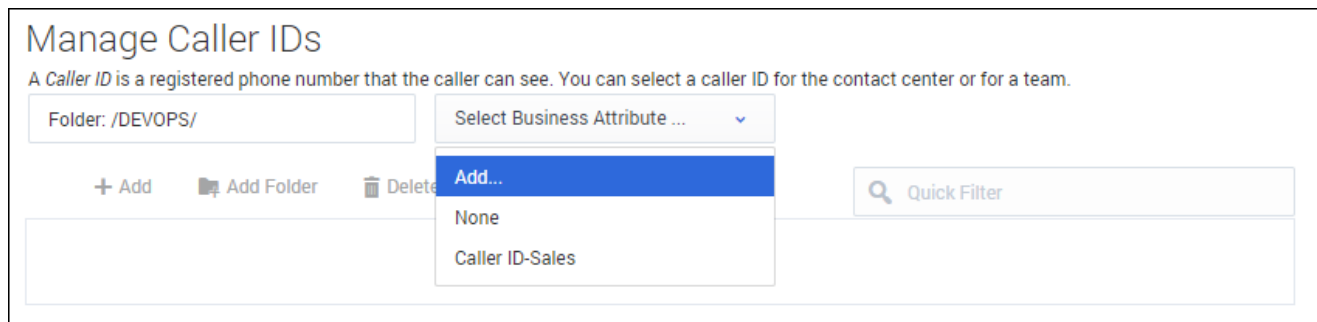 Manage Caller IDs
A Caller ID is a registered phone number that the caller can see. You can select a caller ID for the contact center or for a team.
Folder: /DEVOPS/
Select Business Attribute ...
Add Add Folder Delete
Add...
None
Caller ID-Sales
Quick Filter